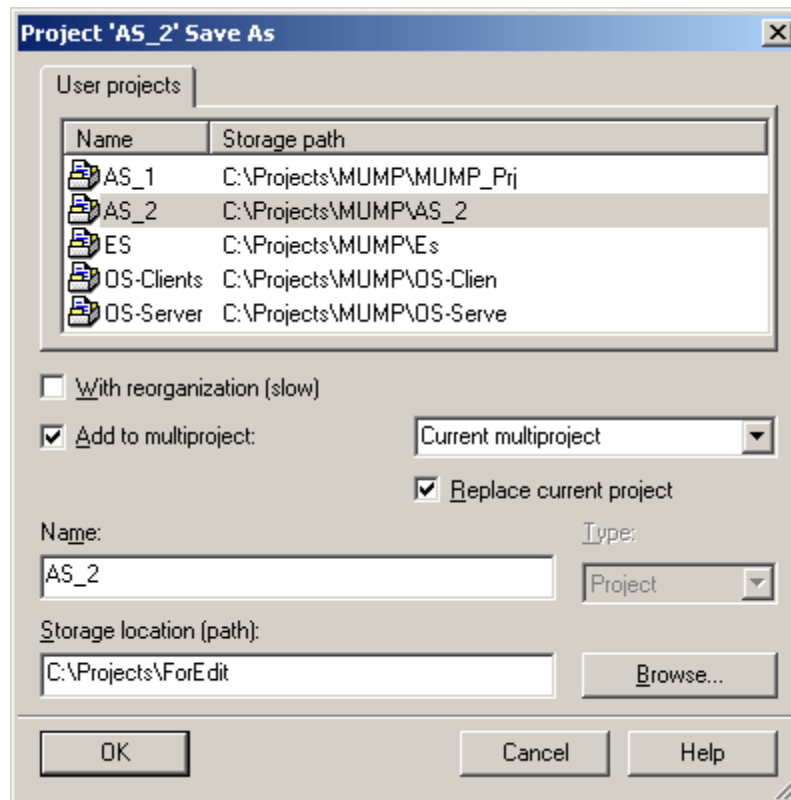 Project 'AS_2' Save As
User projects
Name Storage path
AS_1 C:\Projects\MUMP\MUMP_Prj
AS_2 C:\Projects\MUMP\AS_2
ES C:\Projects\MUMP\Es
OS-Clients C:\Projects\MUMP\OS-Clien
OS-Server C:\Projects\MUMP\OS-Serve
With reorganization (slow)
Add to multiproject: Current multiproject
Replace current project
Name: Type:
AS_2 Project
Storage location (path):
C:\Projects\ForEdit Browse...
OK Cancel Help